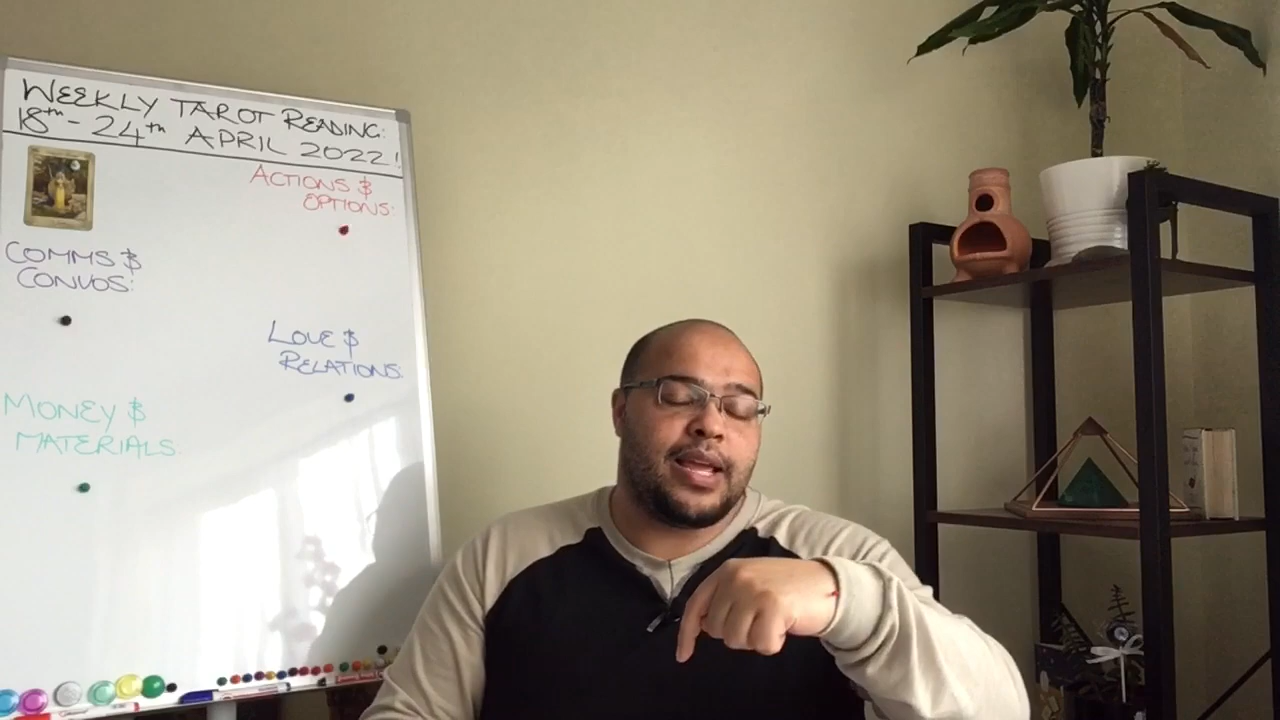 WEEKLY TAROT READING:
18th - 24th APRIL 2022!
ACTIONS &
OPTIONS:
COMMS &
CONVOS:
LOVE &
RELATIONS:
MONEY &
MATERIALS